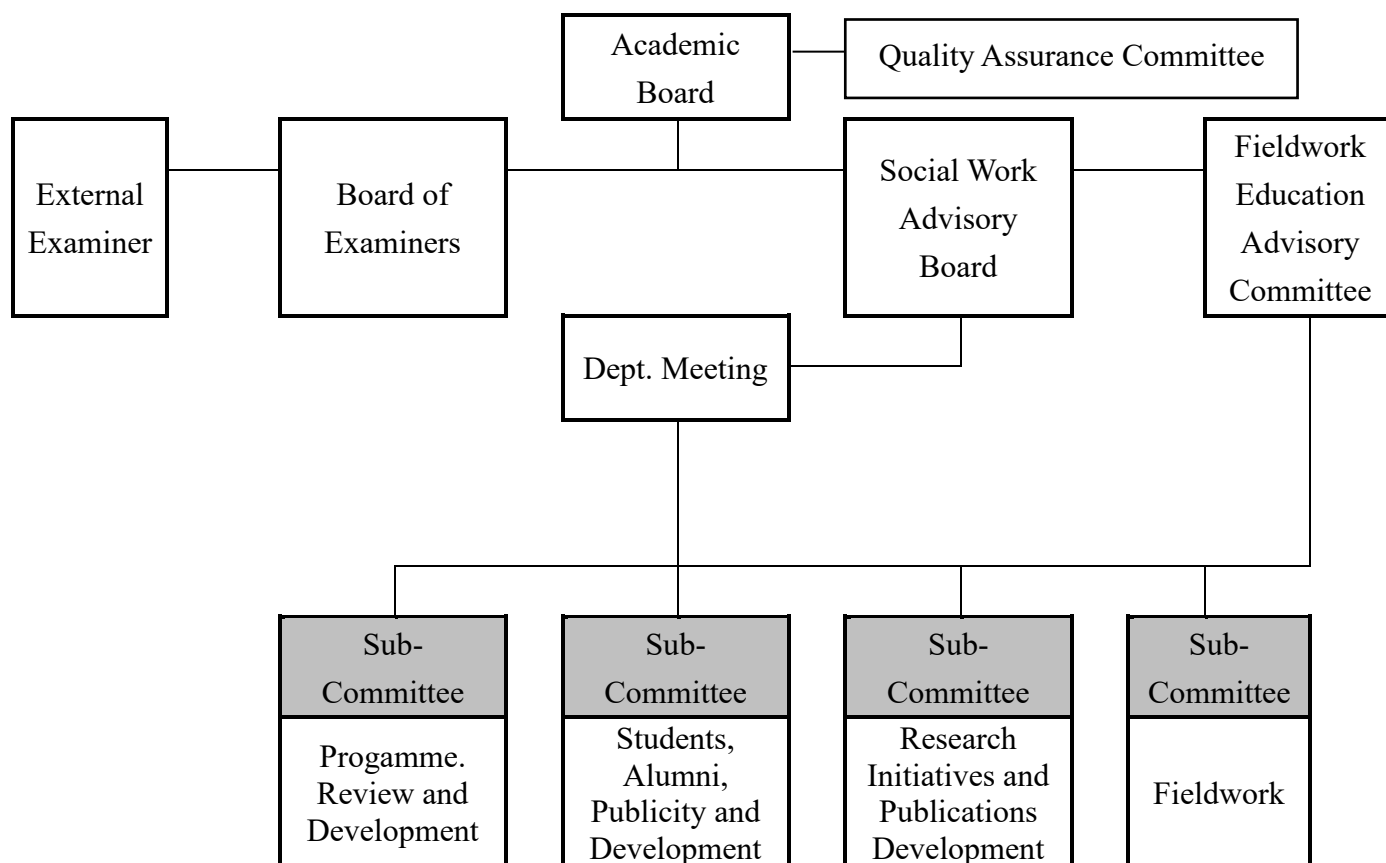 Academic
Board
Quality Assurance Committee
External
Examiner
Board of
Examiners
Social Work
Advisory
Board
Fieldwork
Education
Advisory
Committee
Dept. Meeting
Sub-
Committee
Progamme.
Review and
Development
Sub-
Committee
Students,
Alumni,
Publicity and
Development
Sub-
Committee
Research
Initiatives and
Publications
Development
Sub-
Committee
Fieldwork